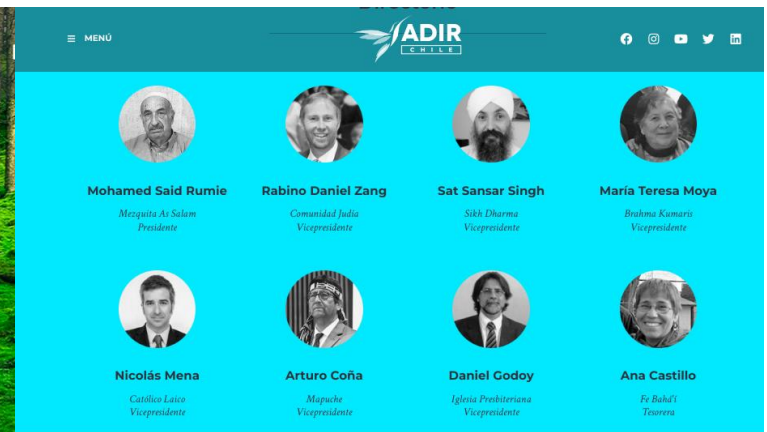 Directorio
MENÚ
ADIR
CHILE
Mohamed Said Rumie
Mezquita As Salam
Presidente
Rabino Daniel Zang
Comunidad Judía
Vicepresidente
Sat Sansar Singh
Sikh Dharma
Vicepresidente
María Teresa Moya
Brahma Kumaris
Vicepresidente
Nicolás Mena
Católico Laico
Vicepresidente
Arturo Coña
Mapuche
Vicepresidente
Daniel Godoy
Iglesia Presbiteriana
Vicepresidente
Ana Castillo
Fe Bahá'í
Tesorera